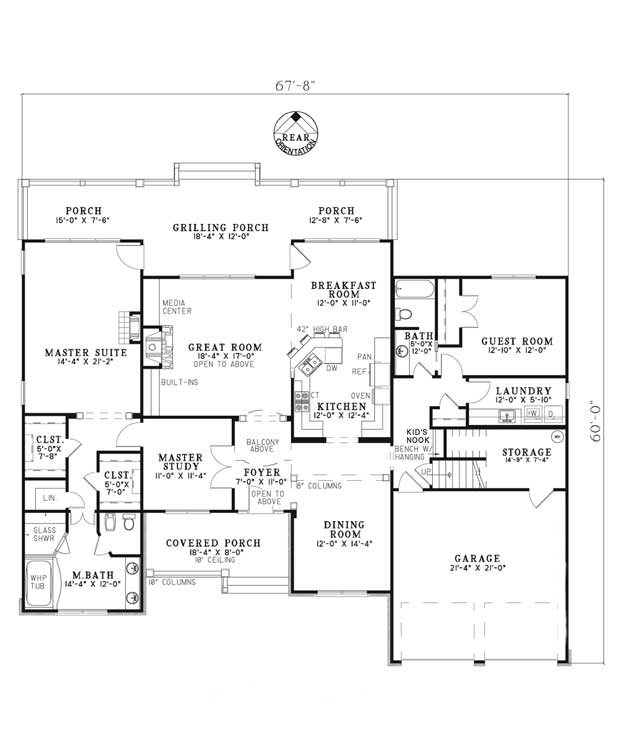 67'-8"
REAR
ORIENTATION
PORCH
15'-0" X 7'-6"
GRILLING PORCH
18'-4" X 12'-0"
PORCH
12'-8" X 7'-6"
BREAKFAST
ROOM
12'-0" X 11'-0"
MEDIA
CENTER
42" HIGH BAR
GREAT ROOM
18'-4" X 17'-0"
OPEN TO ABOVE
MASTER SUITE
14'-4" X 21'-2"
BUILT-INS
DW
PAN.
REF.
OVEN
CT
KITCHEN
12'-0" X 12'-4"
BATH
5'-0"X
12'-0"
GUEST ROOM
12'-10" X 12'-0"
LAUNDRY
12'-0" X 5'-10"
W
D
60'-0"
CLST.
5'-0"X
7'-8"
CLST.
5'-0"X
7'-0"
LIN.
MASTER
STUDY
11'-0" X 11'-4"
BALCONY
ABOVE
FOYER
7'-0" X 11'-0"
OPEN TO
ABOVE
8" COLUMNS
KID'S
NOOK
BENCH W/
HANGING
UP
STORAGE
14'-9" X 7'-4"
GLASS
SHWR
WHP
TUB
M.BATH
14'-4" X 12'-0"
COVERED PORCH
18'-4" X 8'-0"
10' CEILING
10" COLUMNS
DINING
ROOM
12'-0" X 14'-4"
GARAGE
21'-4" X 21'-0"